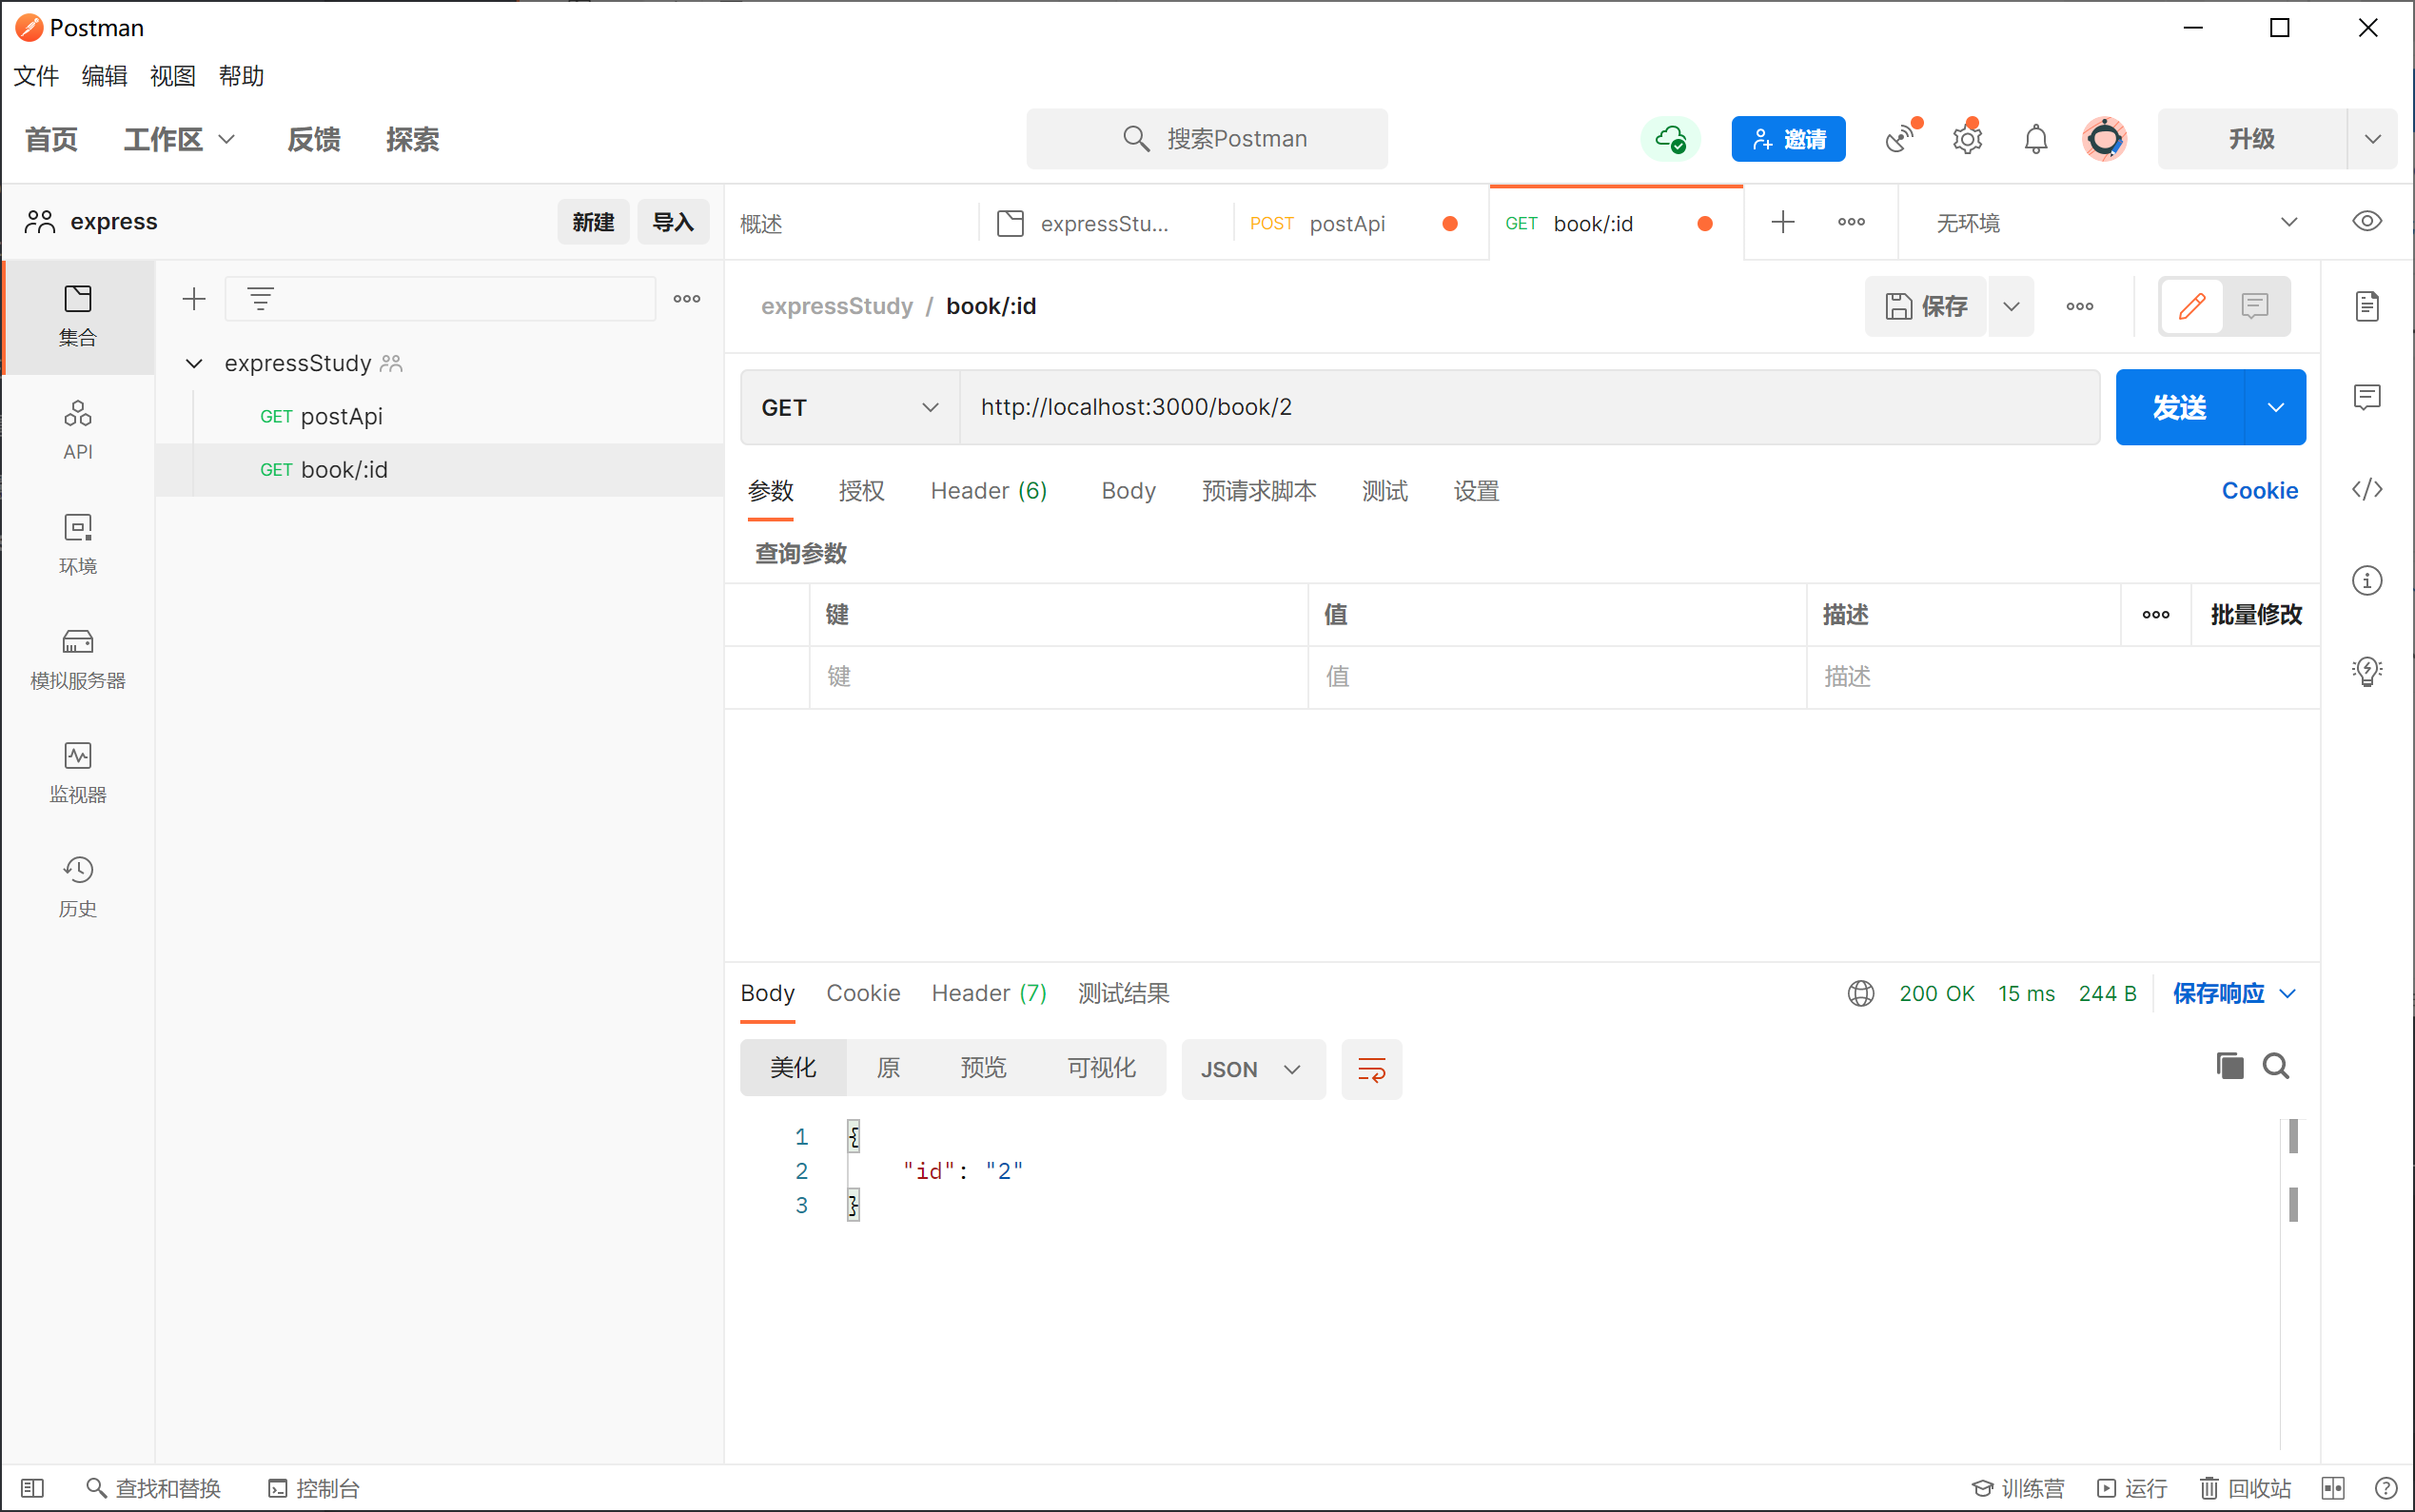 Postman
文件 编辑 视图 帮助
首页 工作区 反馈 探索 搜索Postman 邀请 升级
express 新建 导入 概述 expressStu... POST postApi GET book/:id 无环境
集合
API
环境
模拟服务器
监视器
历史
expressStudy
GET postApi
GET book/:id
expressStudy / book/:id 保存
GET http://localhost:3000/book/2 发送
参数 授权 Header (6) Body 预请求脚本 测试 设置 Cookie
查询参数
键 值 描述 批量修改
键 值 描述
Body Cookie Header (7) 测试结果 200 OK 15 ms 244 B 保存响应
美化 原 预览 可视化 JSON
1 {
2 "id": "2"
3 }
查找和替换 控制台 训练营 运行 回收站